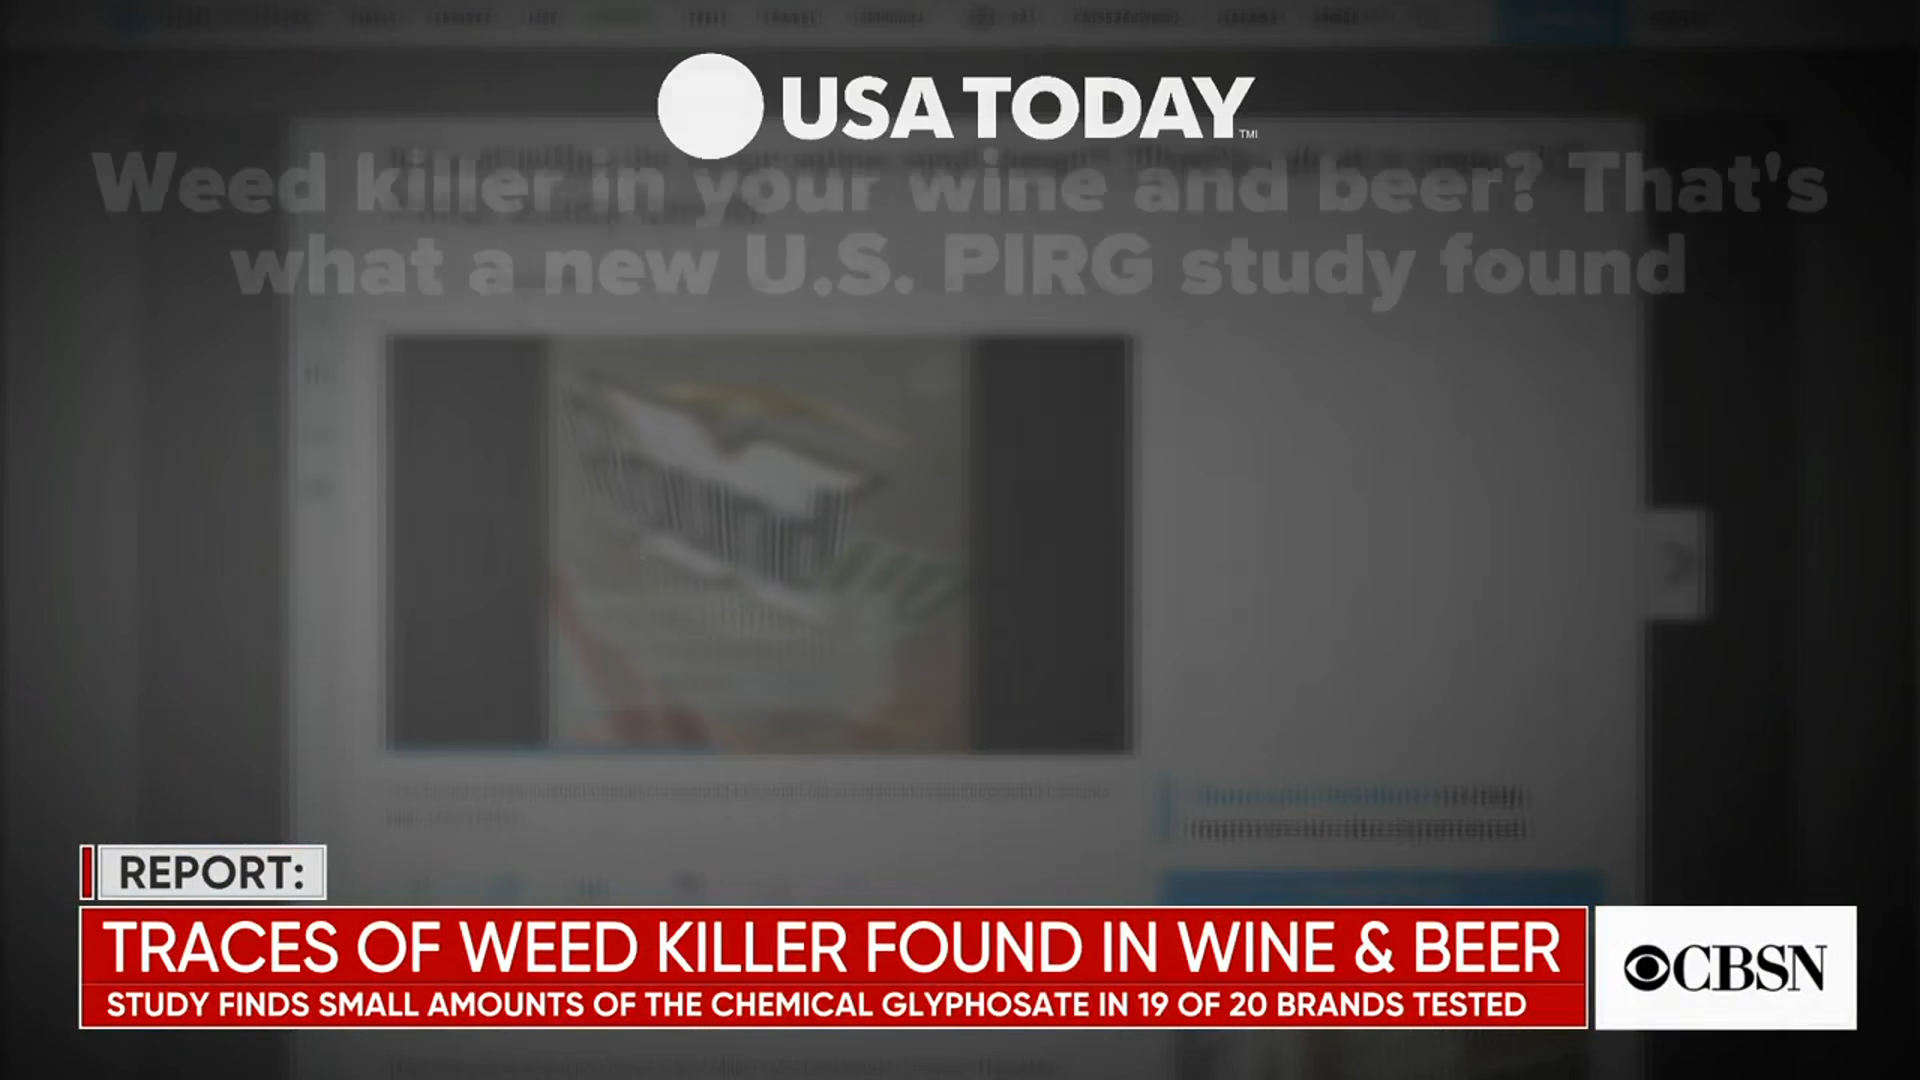 USA TODAY TM
Weed killer in your wine and beer? That's
what a new U.S. PIRG study found
REPORT:
TRACES OF WEED KILLER FOUND IN WINE & BEER
STUDY FINDS SMALL AMOUNTS OF THE CHEMICAL GLYPHOSATE IN 19 OF 20 BRANDS TESTED
CBSN